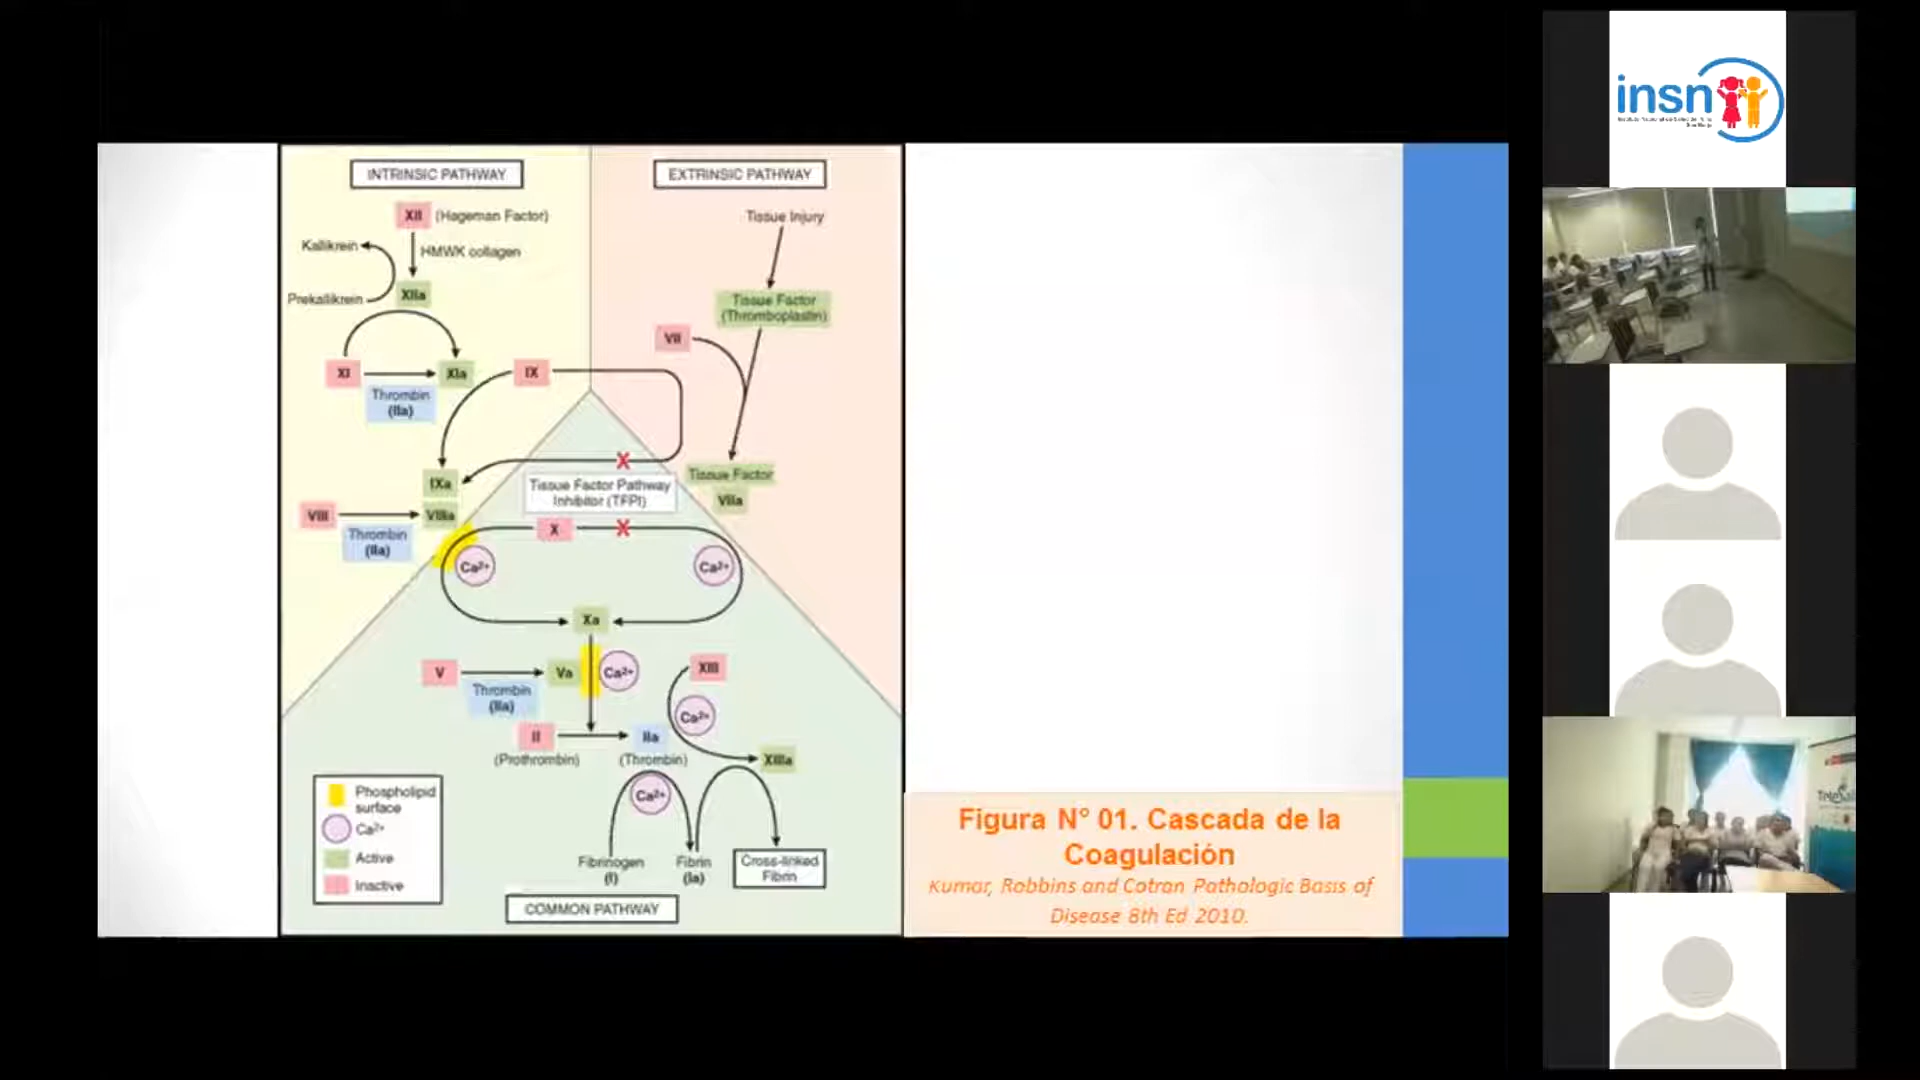 INTRINSIC PATHWAY
EXTRINSIC PATHWAY
XII (Hageman Factor)
Tissue Injury
Kallikrein
HMWK collagen
Prekallikrein
XIIa
Tissue Factor
(Thromboplastin)
VII
XI
XIa
IX
Thrombin
(IIa)
X
Tissue Factor
VIIa
IXa
Tissue Factor Pathway
Inhibitor (TFPI)
VIII
VIIIa
Thrombin
(IIa)
X
X
Ca2+
Ca2+
Xa
V
Va
Ca2+
XIII
Thrombin
(IIa)
Ca2+
II
IIa
(Prothrombin)
(Thrombin)
XIIIa
Ca2+
Phospholipid
surface
Ca2+
Active
Inactive
Fibrinogen
(I)
Fibrin
(Ia)
Cross-linked
Fibrin
COMMON PATHWAY
Figura N° 01. Cascada de la
Coagulación
Kumar, Robbins and Cotran Pathologic Basis of
Disease 8th Ed 2010.
insn